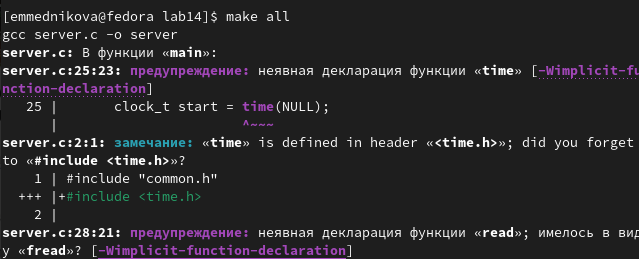 [emmednikova@fedora lab14]$ make all
gcc server.c -o server
server.c: В функции «main»:
server.c:25:23: предупреждение: неявная декларация функции «time» [-Wimplicit-fu
nction-declaration]
25 |       clock_t start = time(NULL);
|                       ^~~~
server.c:2:1: замечание: «time» is defined in header «<time.h>»; did you forget
to «#include <time.h>»?
1 | #include "common.h"
+++ |+#include <time.h>
2 |
server.c:28:21: предупреждение: неявная декларация функции «read»; имелось в вид
у «fread»? [-Wimplicit-function-declaration]